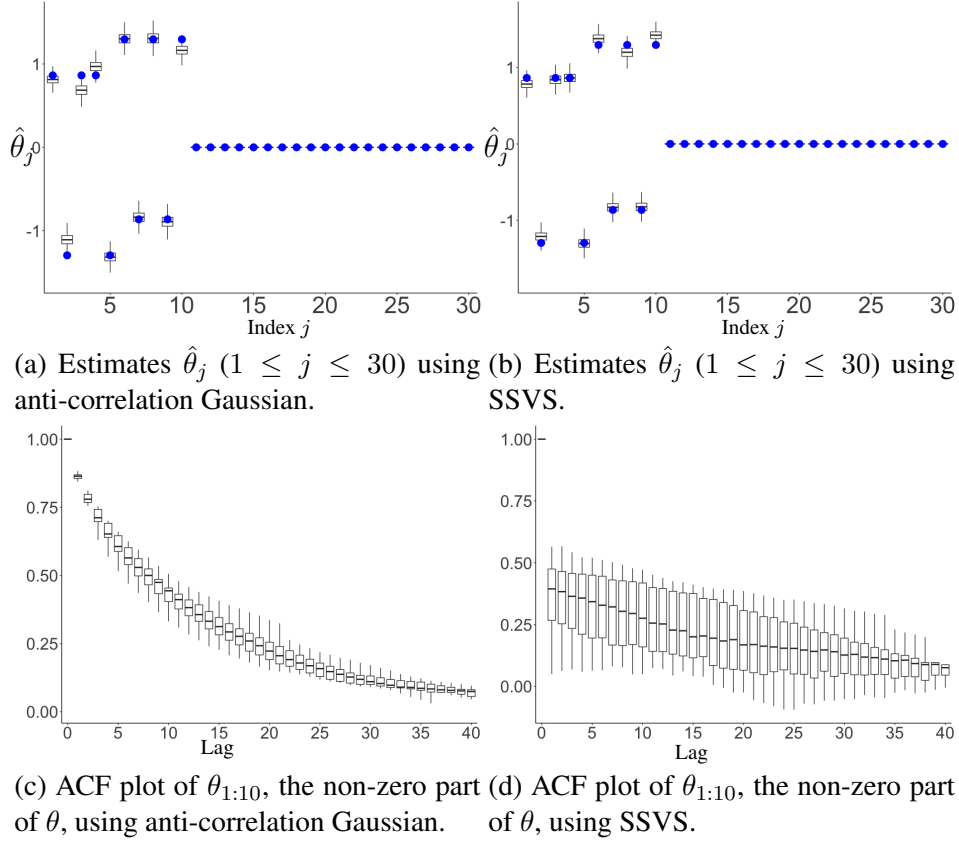 1
0
-1
θ̂_j
5 10 15 20 25 30
Index j
1
0
-1
θ̂_j
5 10 15 20 25 30
Index j
(a) Estimates θ̂_j (1 ≤ j ≤ 30) using
anti-correlation Gaussian.
(b) Estimates θ̂_j (1 ≤ j ≤ 30) using
SSVS.
1.00
0.75
0.50
0.25
0.00
0 5 10 15 20 25 30 35 40
Lag
1.00
0.75
0.50
0.25
0.00
0 5 10 15 20 25 30 35 40
Lag
(c) ACF plot of θ_{1:10}, the non-zero part
of θ, using anti-correlation Gaussian.
(d) ACF plot of θ_{1:10}, the non-zero part
of θ, using SSVS.